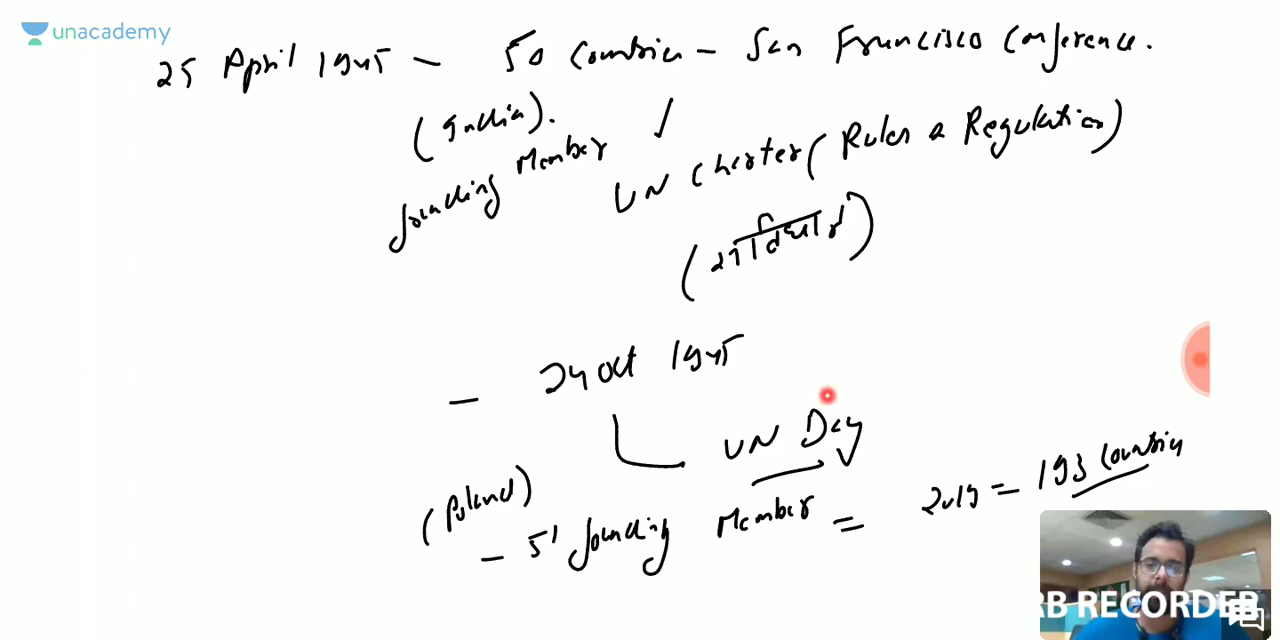 unacademy
25 April 1945 - 50 Countries - San Francisco Conference.
(India).
founding Member
UN Charter (Rules & Regulation)
- 24 Oct 1945
UN Day
(Poland)
- 51 founding Member = 2019 = 193 Countries
RB RECORDER